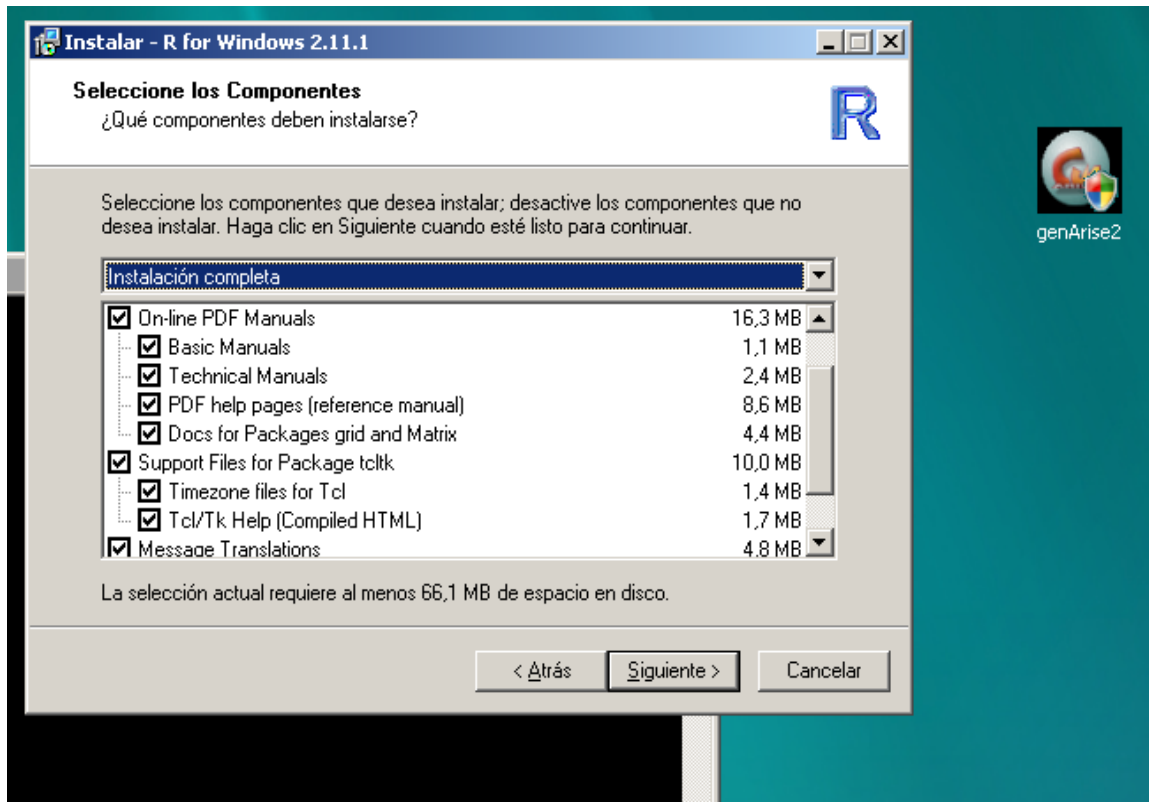 Instalar - R for Windows 2.11.1
Seleccione los Componentes
¿Qué componentes deben instalarse?
R
Seleccione los componentes que desea instalar; desactive los componentes que no
desea instalar. Haga clic en Siguiente cuando esté listo para continuar.
Instalación completa
On-line PDF Manuals 16,3 MB
Basic Manuals 1,1 MB
Technical Manuals 2,4 MB
PDF help pages (reference manual) 8,6 MB
Docs for Packages grid and Matrix 4,4 MB
Support Files for Package tcltk 10,0 MB
Timezone files for Tcl 1,4 MB
Tcl/Tk Help (Compiled HTML) 1,7 MB
Message Translations 4,8 MB
La selección actual requiere al menos 66,1 MB de espacio en disco.
< Atrás Siguiente > Cancelar
genArise2